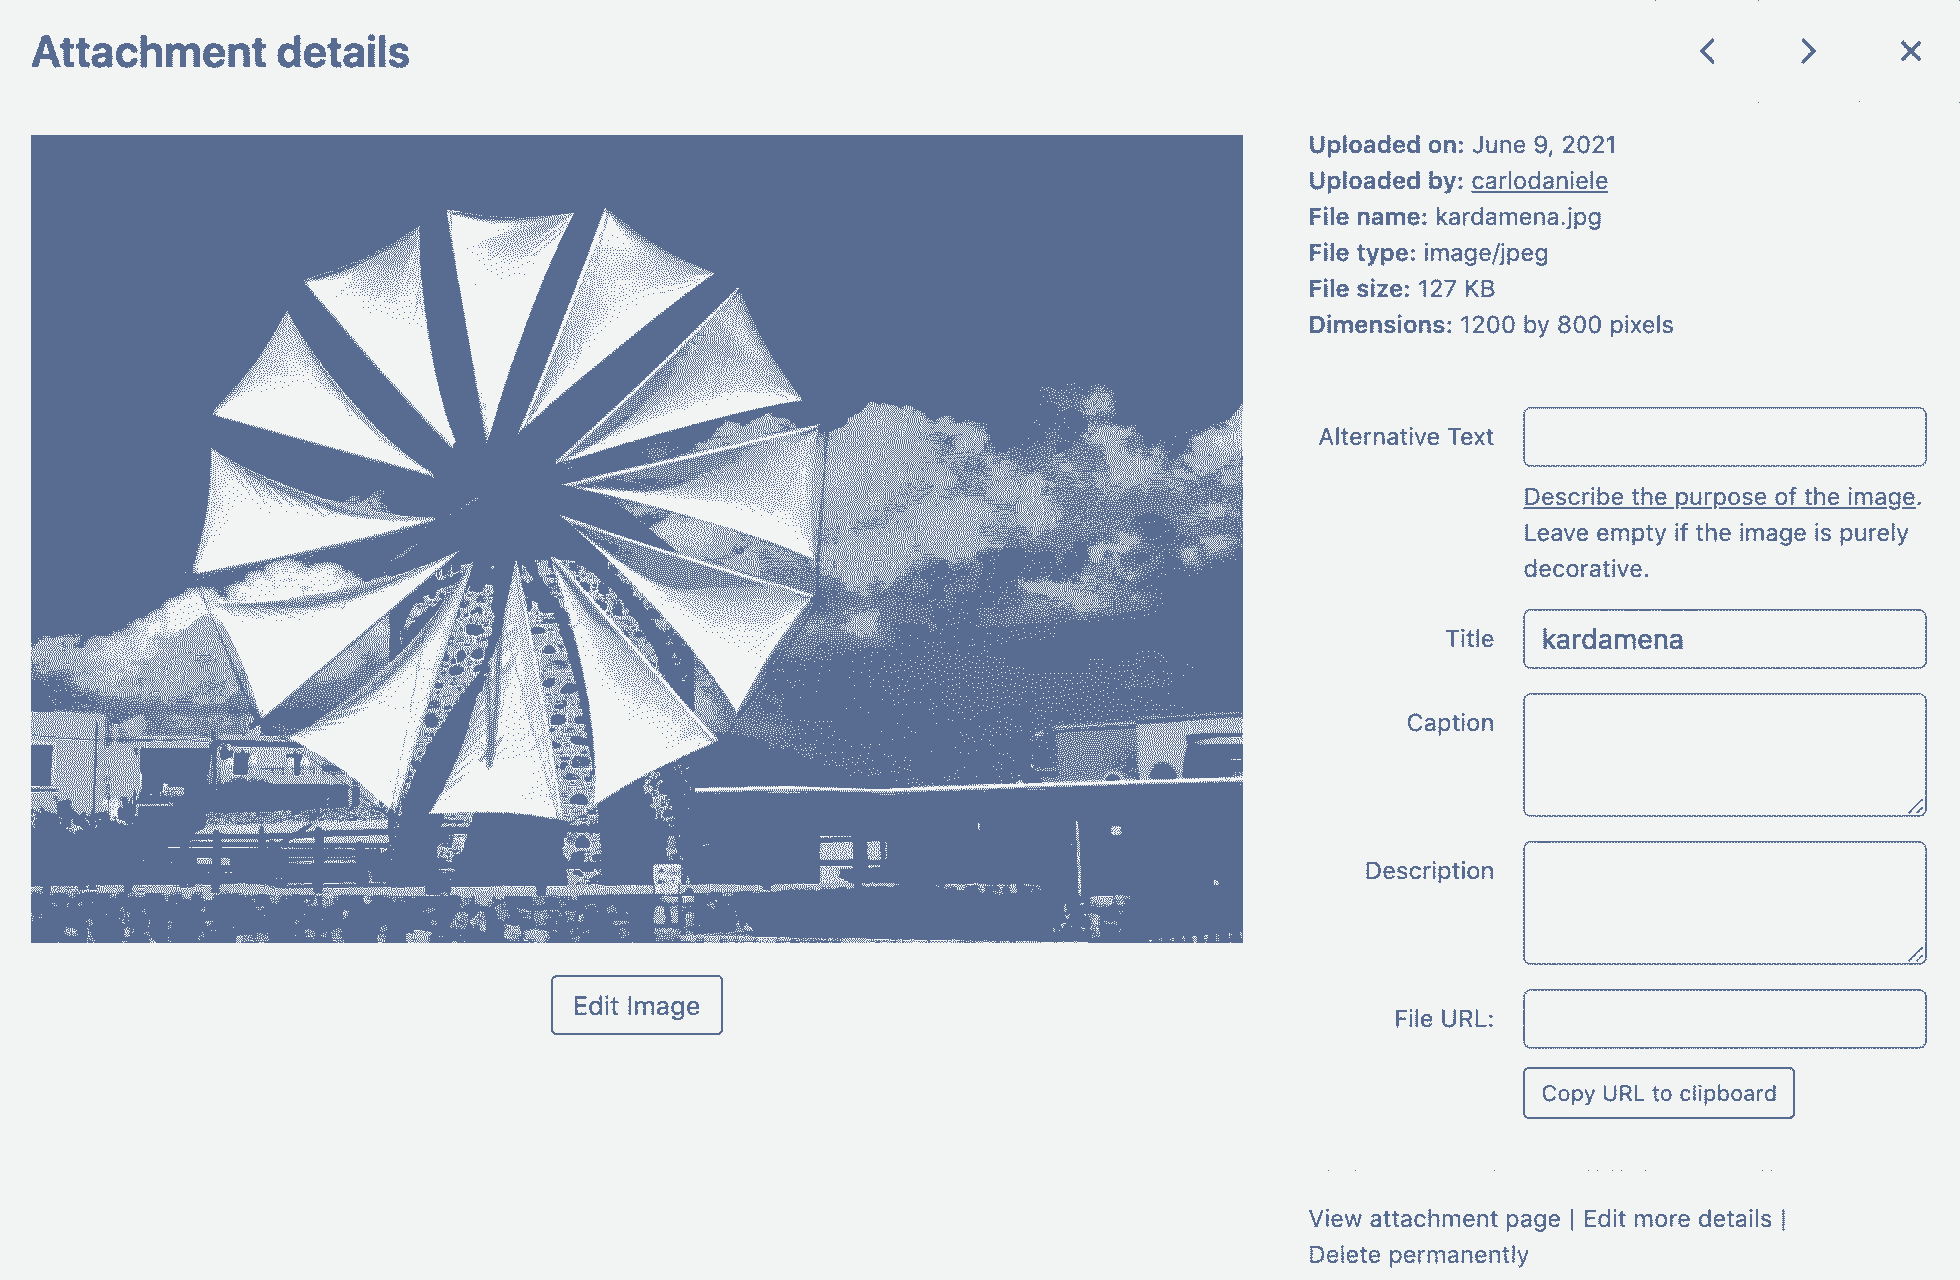 Attachment details
Uploaded on: June 9, 2021
Uploaded by: carlodaniele
File name: kardamena.jpg
File type: image/jpeg
File size: 127 KB
Dimensions: 1200 by 800 pixels
Alternative Text
Describe the purpose of the image.
Leave empty if the image is purely
decorative.
Title kardamena
Caption
Description
File URL:
Copy URL to clipboard
Edit Image
View attachment page | Edit more details |
Delete permanently